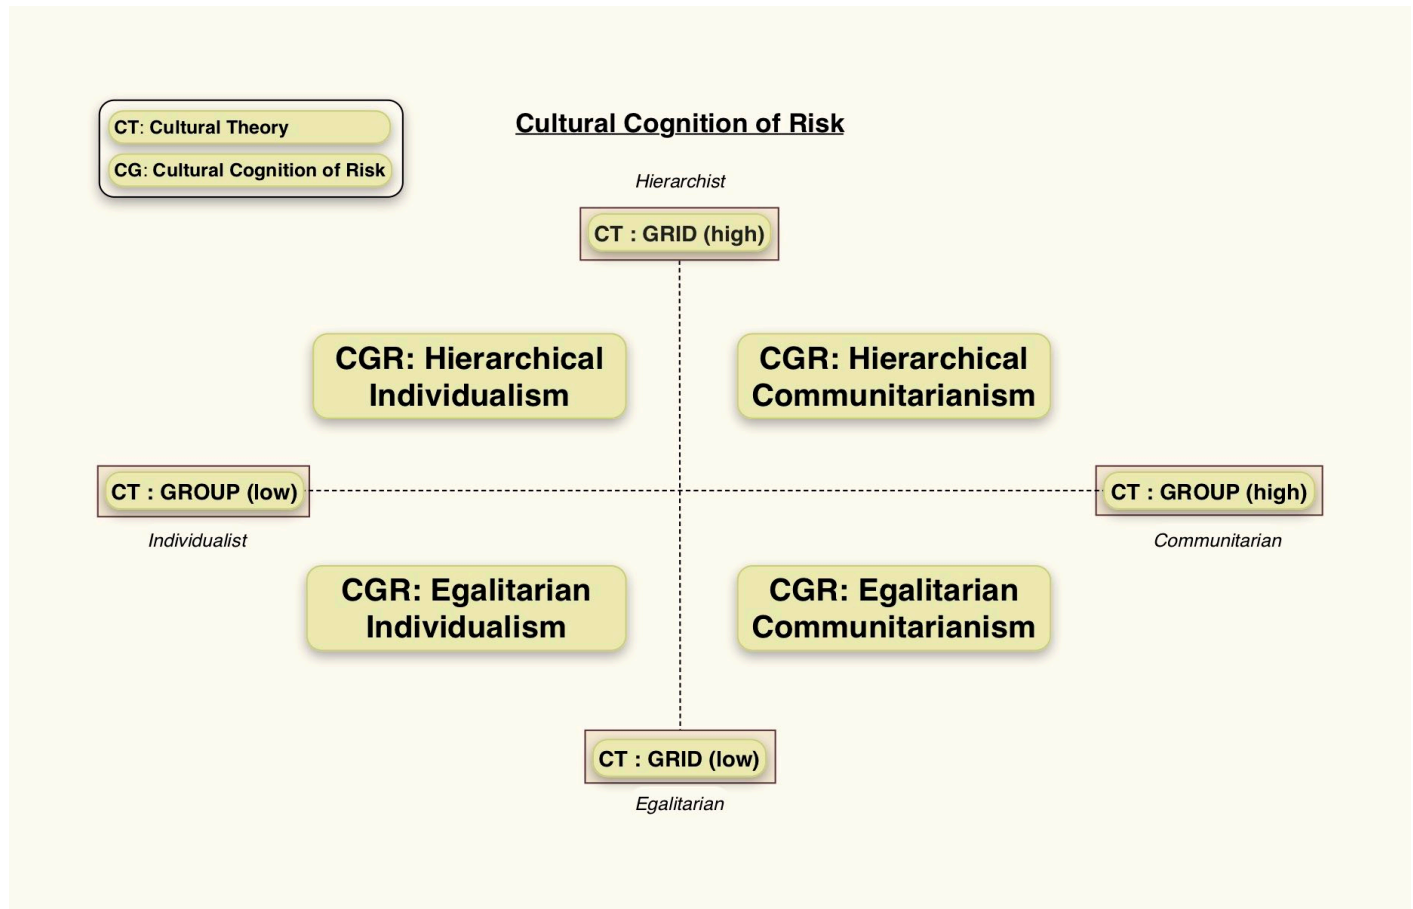 CT: Cultural Theory
CG: Cultural Cognition of Risk
Cultural Cognition of Risk
Hierarchist
CT : GRID (high)
CGR: Hierarchical
Individualism
CGR: Hierarchical
Communitarianism
CT : GROUP (low)
CT : GROUP (high)
Individualist
Communitarian
CGR: Egalitarian
Individualism
CGR: Egalitarian
Communitarianism
CT : GRID (low)
Egalitarian